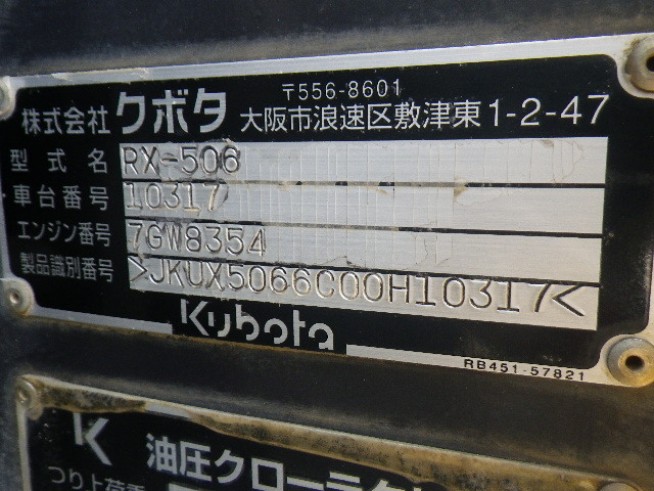 〒556-8601
株式会社 クボタ 大阪市浪速区敷津東1-2-47
型式名 RX-506
車台番号 10317
エンジン番号 7GW8354
製品識別番号 >JKUX5066C00H10317<
Kubota
RB451-57821
K 油圧クローラクレ
つり上荷重